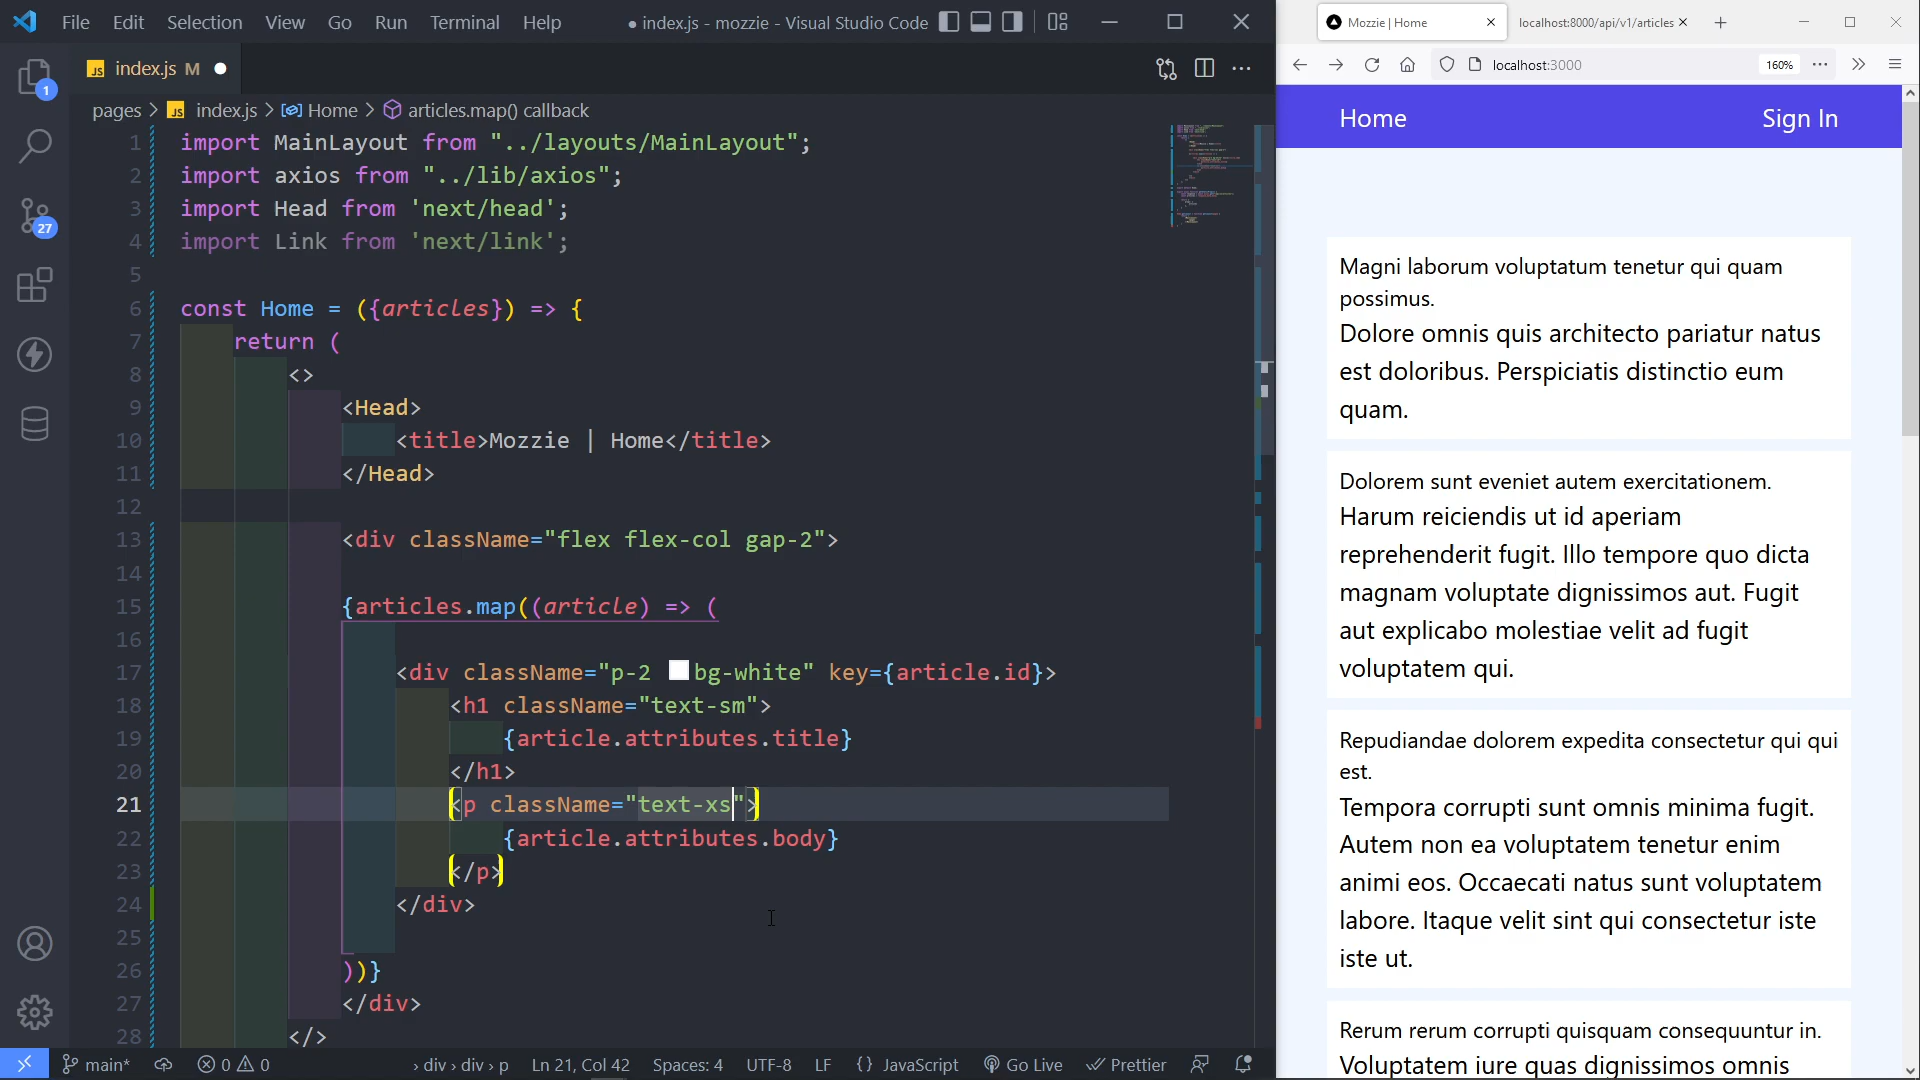 File Edit Selection View Go Run Terminal Help
● index.js - mozzie - Visual Studio Code
JS index.js M ●
pages > JS index.js > Home > articles.map() callback
1 import MainLayout from "../layouts/MainLayout";
2 import axios from "../lib/axios";
3 import Head from 'next/head';
4 import Link from 'next/link';
5
6 const Home = ({articles}) => {
7 return (
8 <>
9 <Head>
10 <title>Mozzie | Home</title>
11 </Head>
12
13 <div className="flex flex-col gap-2">
14
15 {articles.map((article) => (
16
17 <div className="p-2 bg-white" key={article.id}>
18 <h1 className="text-sm">
19 {article.attributes.title}
20 </h1>
21 <p className="text-xs">
22 {article.attributes.body}
23 </p>
24 </div>
25
26 ))}
27 </div>
28 </>
1
27
main* 0 0 › div › div › p Ln 21, Col 42 Spaces: 4 UTF-8 LF {} JavaScript Go Live Prettier
Mozzie | Home
localhost:8000/api/v1/articles
localhost:3000
160%
Home Sign In
Magni laborum voluptatum tenetur qui quam
possimus.
Dolore omnis quis architecto pariatur natus
est doloribus. Perspiciatis distinctio eum
quam.
Dolorem sunt eveniet autem exercitationem.
Harum reiciendis ut id aperiam
reprehenderit fugit. Illo tempore quo dicta
magnam voluptate dignissimos aut. Fugit
aut explicabo molestiae velit ad fugit
voluptatem qui.
Repudiandae dolorem expedita consectetur qui qui
est.
Tempora corrupti sunt omnis minima fugit.
Autem non ea voluptatem tenetur enim
animi eos. Occaecati natus sunt voluptatem
labore. Itaque velit sint qui consectetur iste
iste ut.
Rerum rerum corrupti quisquam consequuntur in.
Voluptatem iure quas dignissimos omnis